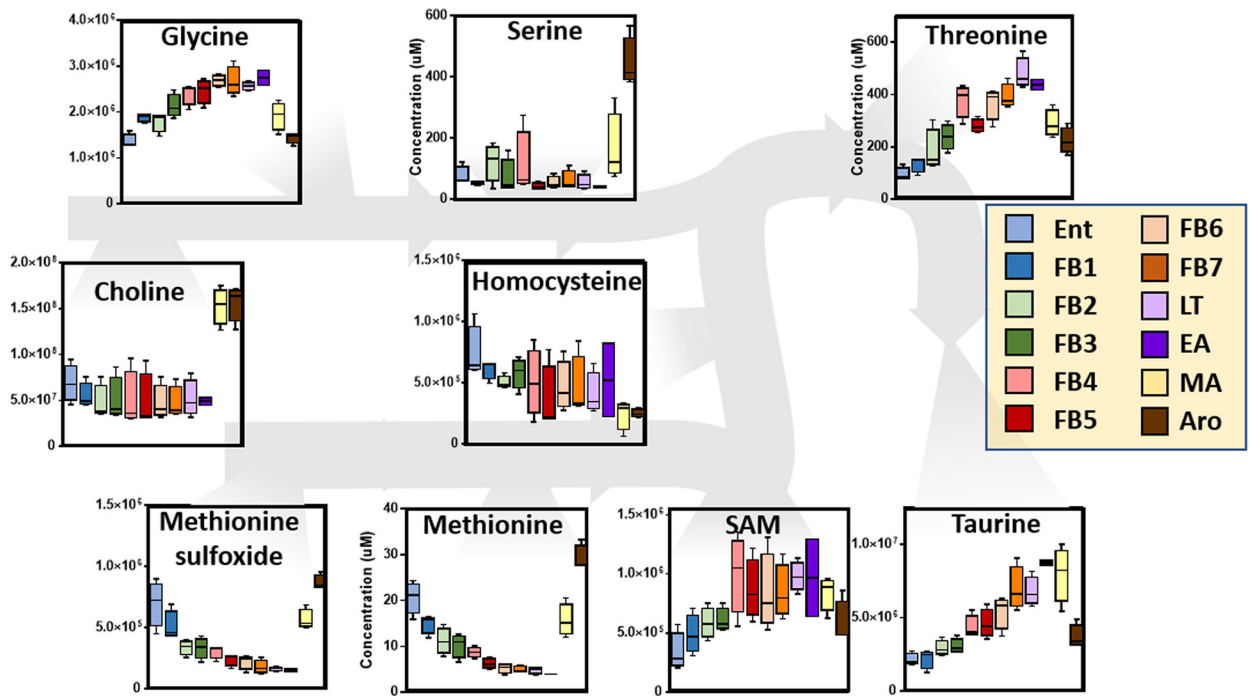 Glycine
4.0×10⁶
3.0×10⁶
2.0×10⁶
1.0×10⁶
0
Serine
Concentration (uM)
600
400
200
0
Threonine
Concentration (uM)
600
400
200
0
Choline
2.0×10⁸
1.5×10⁸
1.0×10⁸
5.0×10⁷
0
Homocysteine
1.5×10⁶
1.0×10⁶
5.0×10⁵
0
Ent
FB1
FB2
FB3
FB4
FB5
FB6
FB7
LT
EA
MA
Aro
Methionine
sulfoxide
1.5×10⁶
1.0×10⁶
5.0×10⁵
0
Methionine
Concentration (uM)
40
30
20
10
0
SAM
1.5×10⁶
1.0×10⁶
5.0×10⁵
0
Taurine
1.0×10⁷
5.0×10⁶
0